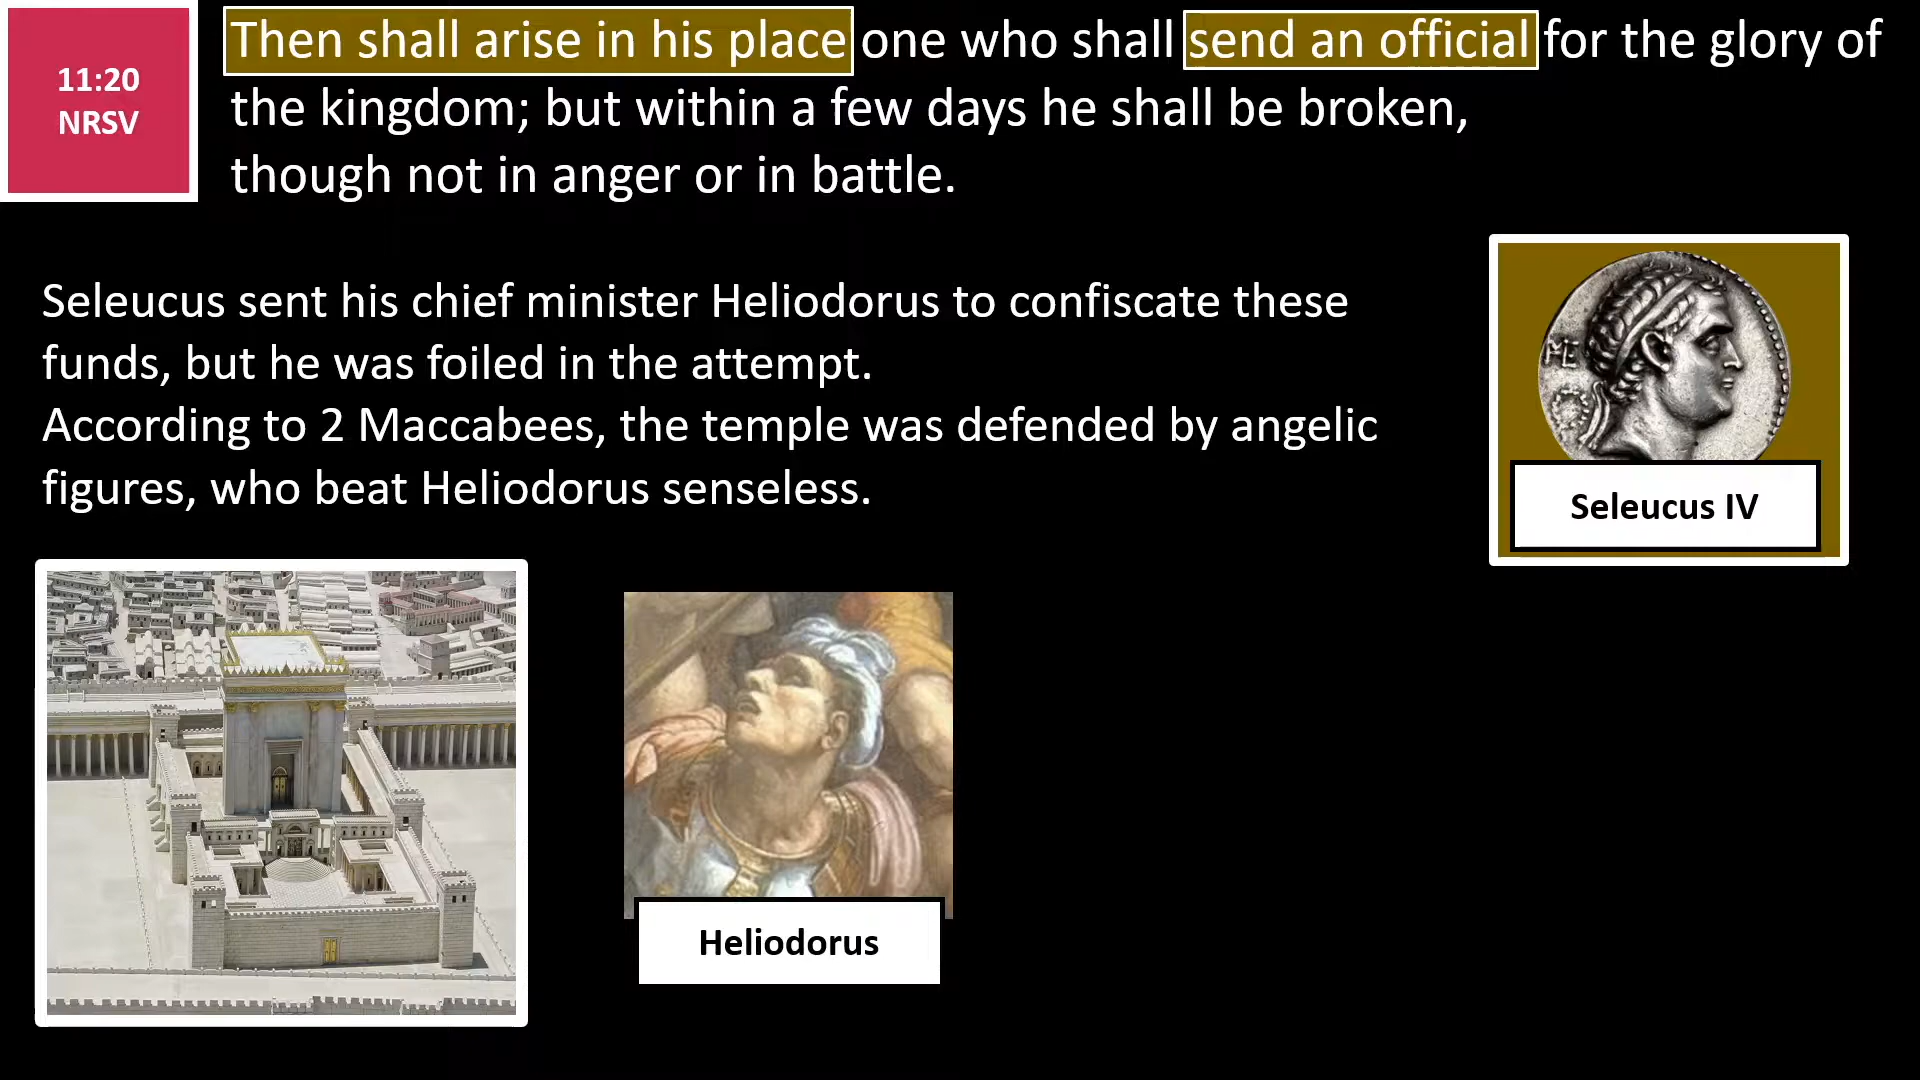 11:20
NRSV
Then shall arise in his place one who shall send an official for the glory of
the kingdom; but within a few days he shall be broken,
though not in anger or in battle.
Seleucus sent his chief minister Heliodorus to confiscate these
funds, but he was foiled in the attempt.
According to 2 Maccabees, the temple was defended by angelic
figures, who beat Heliodorus senseless.
Seleucus IV
Heliodorus